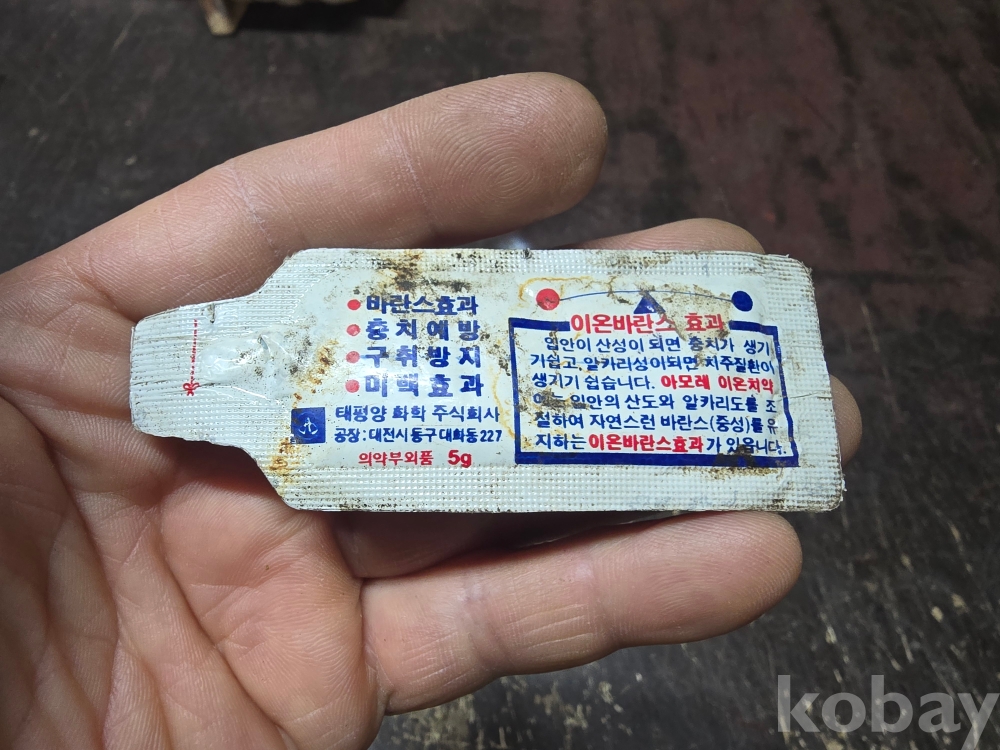 바란스효과
충치예방
구취방지
미백효과
태평양 화학 주식회사
공장:대전시동구대화동227
의약부외품 5g
이온바란스 효과
입안이 산성이 되면 충치가 생기
기쉽고, 알카리성이되면 치주질환이
생기기 쉽습니다. 아모레 이온치약
는 입안의 산도와 알카리도를 조
절하여 자연스런 바란스(중성)를유
지하는이온바란스효과가 있읍니다.
kobay